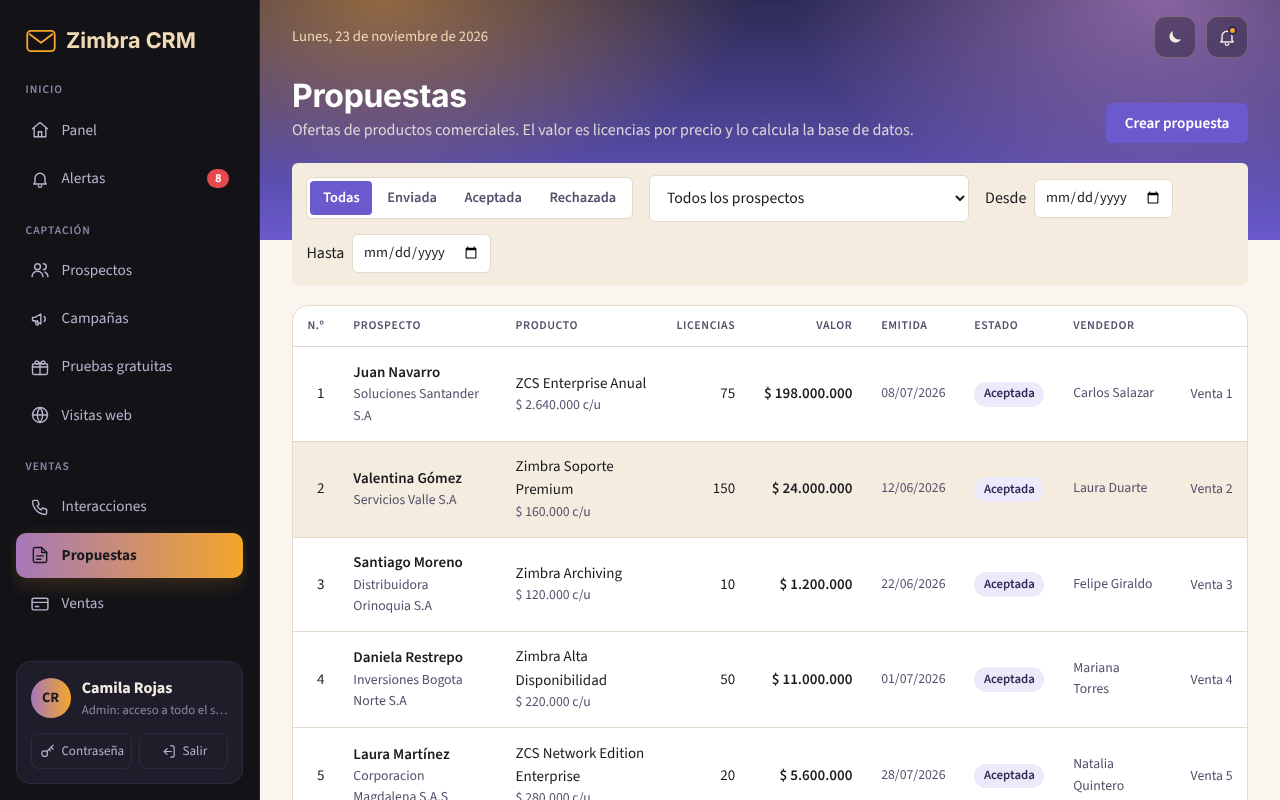 Zimbra CRM
INICIO
Panel
Alertas
8
CAPTACIÓN
Prospectos
Campañas
Pruebas gratuitas
Visitas web
VENTAS
Interacciones
Propuestas
Ventas
CR
Camila Rojas
Admin: acceso a todo el s…
Contraseña
Salir
Lunes, 23 de noviembre de 2026
Propuestas
Ofertas de productos comerciales. El valor es licencias por precio y lo calcula la base de datos.
Crear propuesta
Todas Enviada Aceptada Rechazada
Todos los prospectos
Desde mm/dd/yyyy
Hasta mm/dd/yyyy
N.º PROSPECTO PRODUCTO LICENCIAS VALOR EMITIDA ESTADO VENDEDOR
1
Juan Navarro
Soluciones Santander
S.A
ZCS Enterprise Anual
$ 2.640.000 c/u
75
$ 198.000.000
08/07/2026
Aceptada
Carlos Salazar
Venta 1
2
Valentina Gómez
Servicios Valle S.A
Zimbra Soporte
Premium
$ 160.000 c/u
150
$ 24.000.000
12/06/2026
Aceptada
Laura Duarte
Venta 2
3
Santiago Moreno
Distribuidora
Orinoquia S.A
Zimbra Archiving
$ 120.000 c/u
10
$ 1.200.000
22/06/2026
Aceptada
Felipe Giraldo
Venta 3
4
Daniela Restrepo
Inversiones Bogota
Norte S.A
Zimbra Alta
Disponibilidad
$ 220.000 c/u
50
$ 11.000.000
01/07/2026
Aceptada
Mariana
Torres
Venta 4
5
Laura Martínez
Corporacion
Magdalena S.A.S
ZCS Network Edition
Enterprise
$ 280.000 c/u
20
$ 5.600.000
28/07/2026
Aceptada
Natalia
Quintero
Venta 5